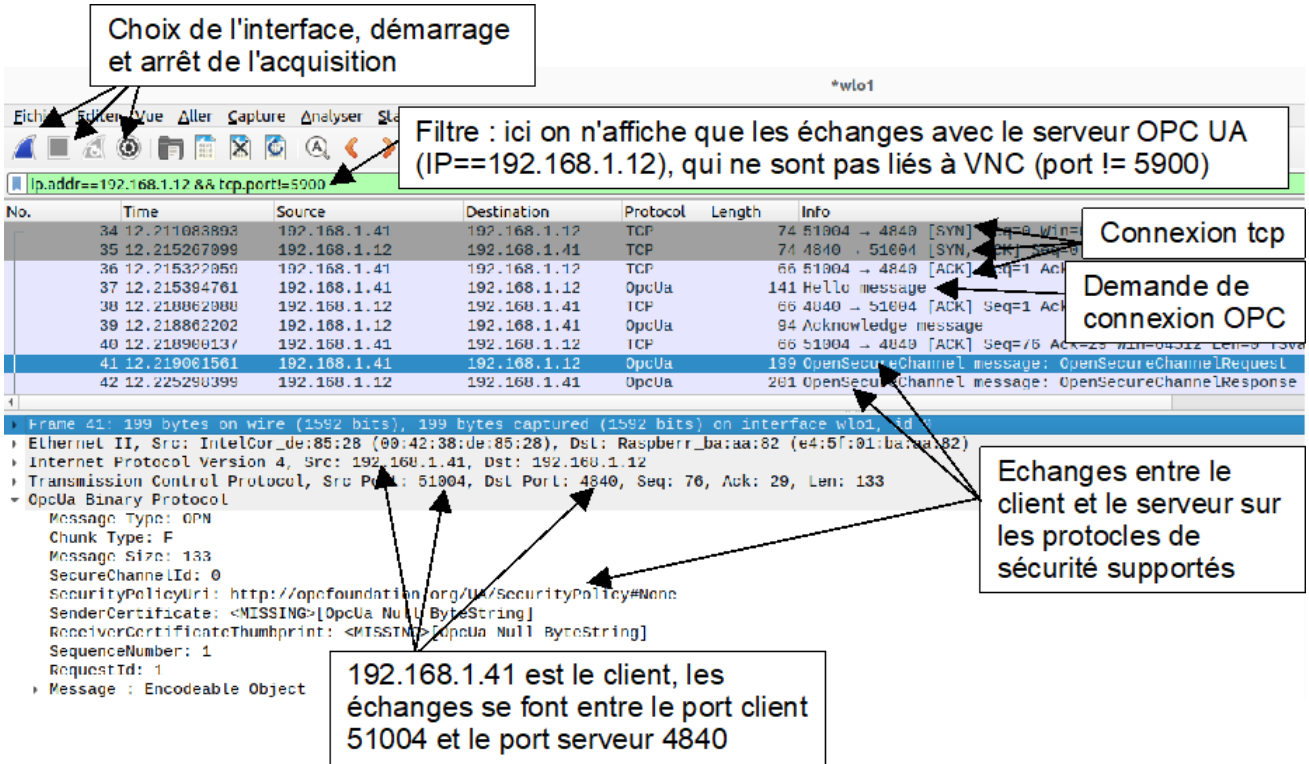 Choix de l'interface, démarrage
et arrêt de l'acquisition
*wlo1
Editer Vue Aller Capture Analyser
Filtre : ici on n'affiche que les échanges avec le serveur OPC UA
(IP==192.168.1.12), qui ne sont pas liés à VNC (port != 5900)
ip.addr==192.168.1.12 && tcp.port!=5900
No. Time Source Destination Protocol Length Info
34 12.211083893 192.168.1.41 192.168.1.12 TCP 74 51004 → 4840 [SYN]
35 12.215267099 192.168.1.12 192.168.1.41 TCP 74 4840 → 51004 [SYN,
36 12.215322059 192.168.1.41 192.168.1.12 TCP 66 51004 → 4840 [ACK] Seq=1
37 12.215394761 192.168.1.41 192.168.1.12 OpcUa 141 Hello message
38 12.218862088 192.168.1.12 192.168.1.41 TCP 66 4840 → 51004 [ACK] Seq=1
39 12.218862202 192.168.1.12 192.168.1.41 OpcUa 94 Acknowledge message
40 12.218900137 192.168.1.41 192.168.1.12 TCP 66 51004 → 4840 [ACK] Seq=76 Ack=29
41 12.219001561 192.168.1.41 192.168.1.12 OpcUa 199 OpenSecureChannel message: OpenSecureChannelRequest
42 12.225298399 192.168.1.12 192.168.1.41 OpcUa 201 OpenSecureChannel message: OpenSecureChannelResponse
Connexion tcp
Demande de
connexion OPC
Frame 41: 199 bytes on wire (1592 bits), 199 bytes captured (1592 bits) on interface wlo1,
Ethernet II, Src: IntelCor_de:85:28 (00:42:38:de:85:28), Dst: Raspberr_ba:aa:82 (e4:5f:01:ba:aa:82)
Internet Protocol Version 4, Src: 192.168.1.41, Dst: 192.168.1.12
Transmission Control Protocol, Src Port: 51004, Dst Port: 4840, Seq: 76, Ack: 29, Len: 133
OpcUa Binary Protocol
Message Type: OPN
Chunk Type: F
Message Size: 133
SecureChannelId: 0
SecurityPolicyUri: http://opcfoundation.org/UA/SecurityPolicy#None
SenderCertificate: <MISSING>[OpcUa Null ByteString]
ReceiverCertificateThumbprint: <MISSING>[OpcUa Null ByteString]
SequenceNumber: 1
RequestId: 1
Message : Encodeable Object
Echanges entre le
client et le serveur sur
les protocles de
sécurité supportés
192.168.1.41 est le client, les
échanges se font entre le port client
51004 et le port serveur 4840